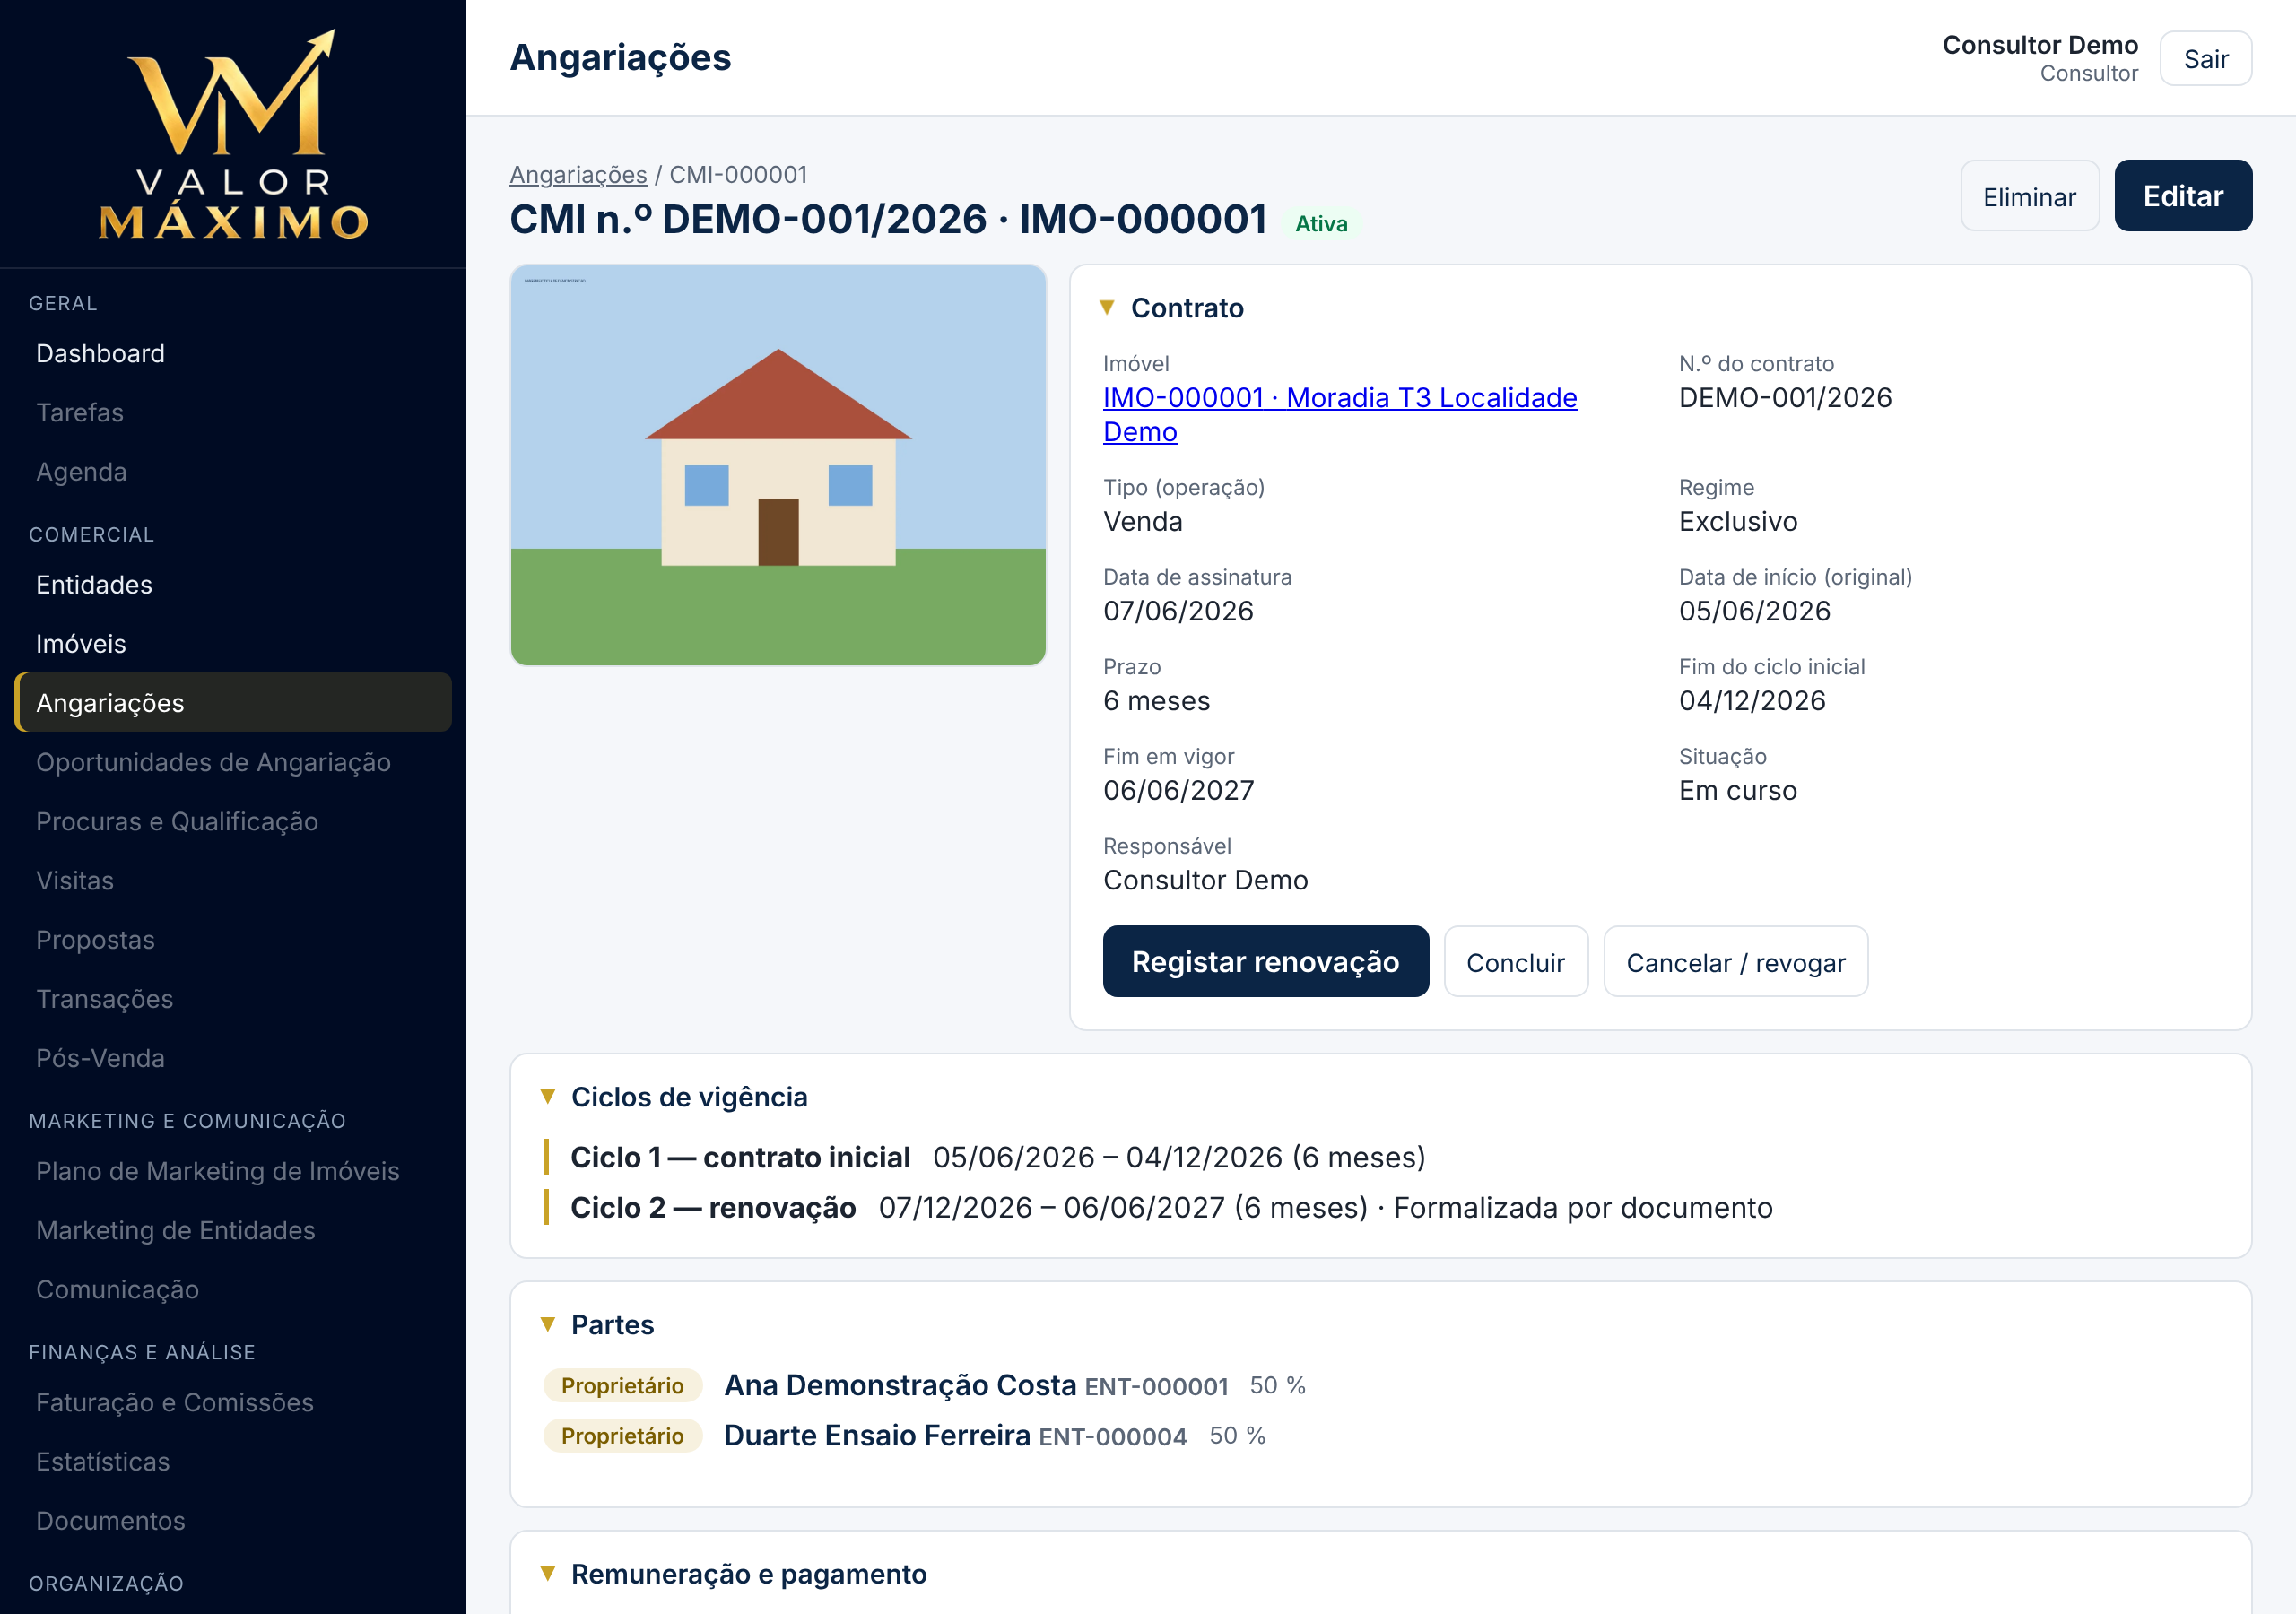 VM
VALOR
MÁXIMO
GERAL
Dashboard
Tarefas
Agenda
COMERCIAL
Entidades
Imóveis
Angariações
Oportunidades de Angariação
Procuras e Qualificação
Visitas
Propostas
Transações
Pós-Venda
MARKETING E COMUNICAÇÃO
Plano de Marketing de Imóveis
Marketing de Entidades
Comunicação
FINANÇAS E ANÁLISE
Faturação e Comissões
Estatísticas
Documentos
ORGANIZAÇÃO
Angariações
Consultor Demo
Consultor
Sair
Angariações / CMI-000001
CMI n.º DEMO-001/2026 · IMO-000001 Ativa
Eliminar
Editar
Contrato
Imóvel
IMO-000001 · Moradia T3 Localidade
Demo
N.º do contrato
DEMO-001/2026
Tipo (operação)
Venda
Regime
Exclusivo
Data de assinatura
07/06/2026
Data de início (original)
05/06/2026
Prazo
6 meses
Fim do ciclo inicial
04/12/2026
Fim em vigor
06/06/2027
Situação
Em curso
Responsável
Consultor Demo
Registar renovação
Concluir
Cancelar / revogar
Ciclos de vigência
Ciclo 1 — contrato inicial 05/06/2026 – 04/12/2026 (6 meses)
Ciclo 2 — renovação 07/12/2026 – 06/06/2027 (6 meses) · Formalizada por documento
Partes
Proprietário Ana Demonstração Costa ENT-000001 50 %
Proprietário Duarte Ensaio Ferreira ENT-000004 50 %
Remuneração e pagamento